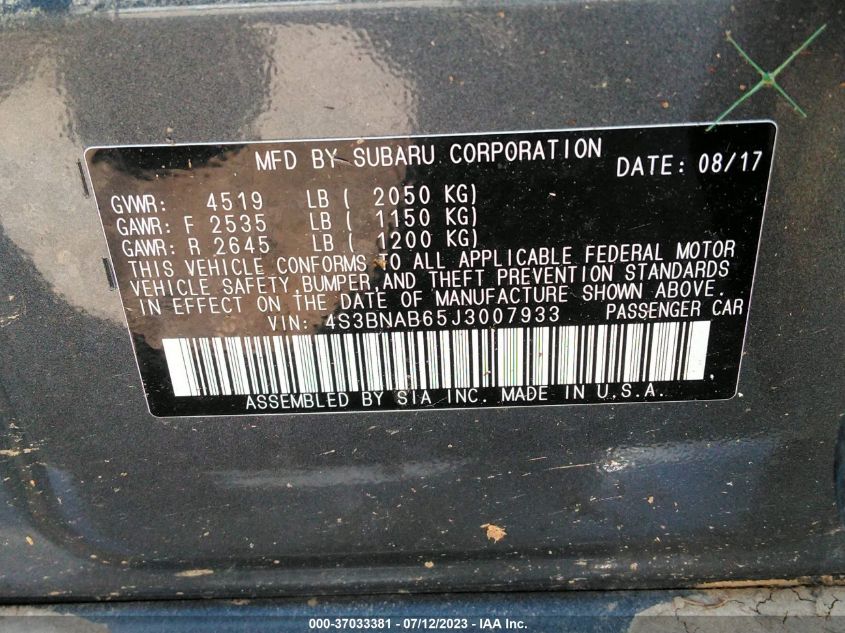 MFD BY SUBARU CORPORATION DATE: 08/17
GVWR: 4519 LB ( 2050 KG)
GAWR: F 2535 LB ( 1150 KG)
GAWR: R 2645 LB ( 1200 KG)
THIS VEHICLE CONFORMS TO ALL APPLICABLE FEDERAL MOTOR
VEHICLE SAFETY,BUMPER,AND THEFT PREVENTION STANDARDS
IN EFFECT ON THE DATE OF MANUFACTURE SHOWN ABOVE.
VIN: 4S3BNAB65J3007933 PASSENGER CAR
ASSEMBLED BY SIA INC. MADE IN U.S.A.
000-37033381 - 07/12/2023 - IAA Inc.